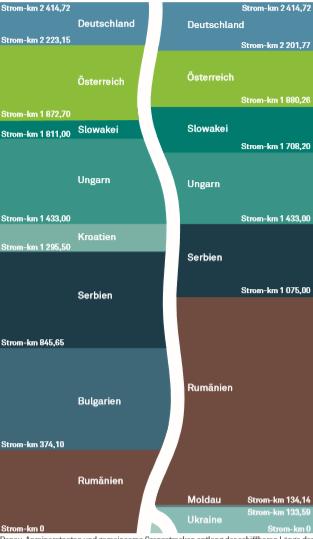 Strom-km 2 414,72
Deutschland
Strom-km 2 223,15
Österreich
Strom-km 1 872,70
Slowakei
Strom-km 1 811,00
Ungarn
Strom-km 1 433,00
Kroatien
Strom-km 1 295,50
Serbien
Strom-km 845,65
Bulgarien
Strom-km 374,10
Rumänien
Strom-km 0
Strom-km 2 414,72
Deutschland
Strom-km 2 201,77
Österreich
Strom-km 1 880,26
Slowakei
Strom-km 1 708,20
Ungarn
Strom-km 1 433,00
Serbien
Strom-km 1 075,00
Rumänien
Moldau
Strom-km 134,14
Strom-km 133,59
Ukraine
Strom-km 0